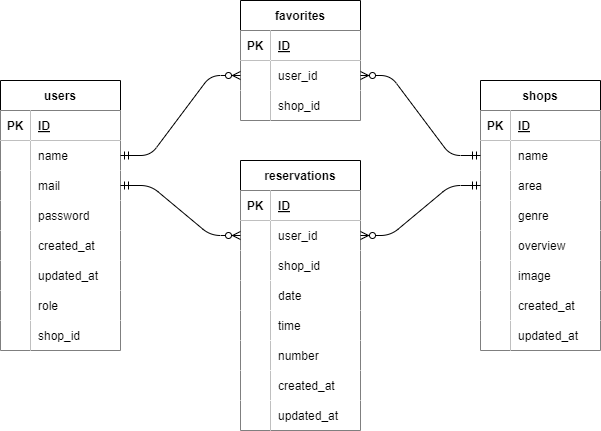 favorites
PK ID
user_id
shop_id
users
PK ID
name
mail
password
created_at
updated_at
role
shop_id
reservations
PK ID
user_id
shop_id
date
time
number
created_at
updated_at
shops
PK ID
name
area
genre
overview
image
created_at
updated_at